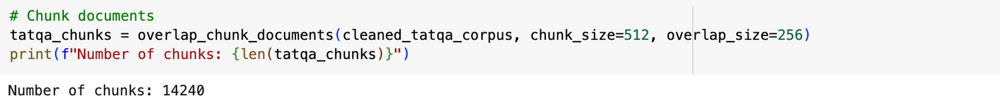 # Chunk documents
tatqa_chunks = overlap_chunk_documents(cleaned_tatqa_corpus, chunk_size=512, overlap_size=256)
print(f"Number of chunks: {len(tatqa_chunks)}")
Number of chunks: 14240